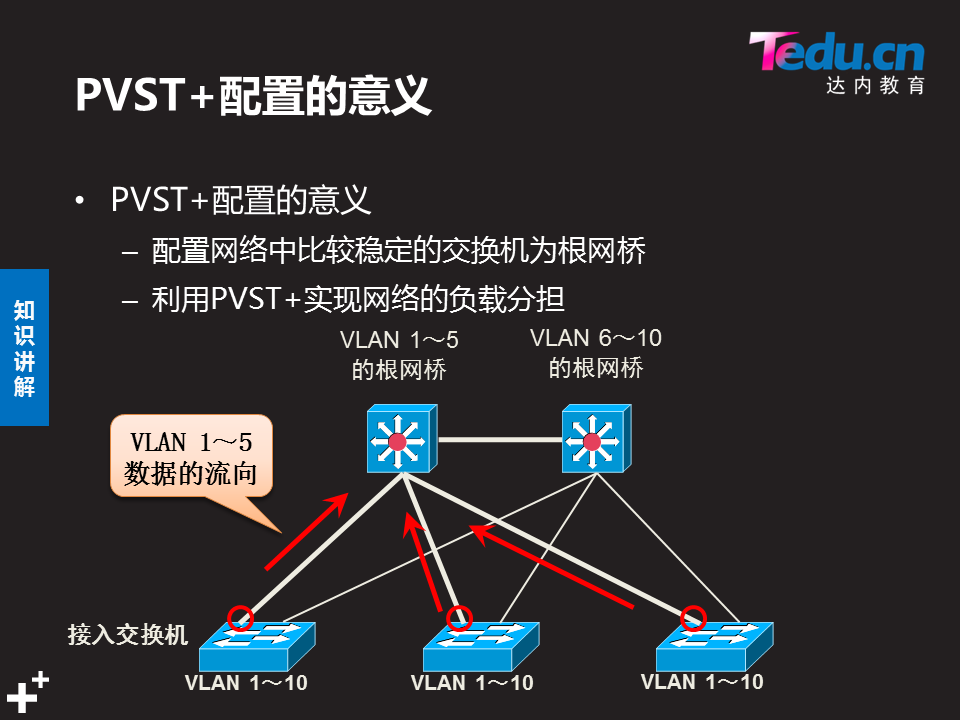 Tedu.cn
达内教育
PVST+配置的意义
• PVST+配置的意义
– 配置网络中比较稳定的交换机为根网桥
– 利用PVST+实现网络的负载分担
知识讲解
VLAN 1～5
的根网桥
VLAN 6～10
的根网桥
VLAN 1～5
数据的流向
接入交换机
VLAN 1～10
VLAN 1～10
VLAN 1～10